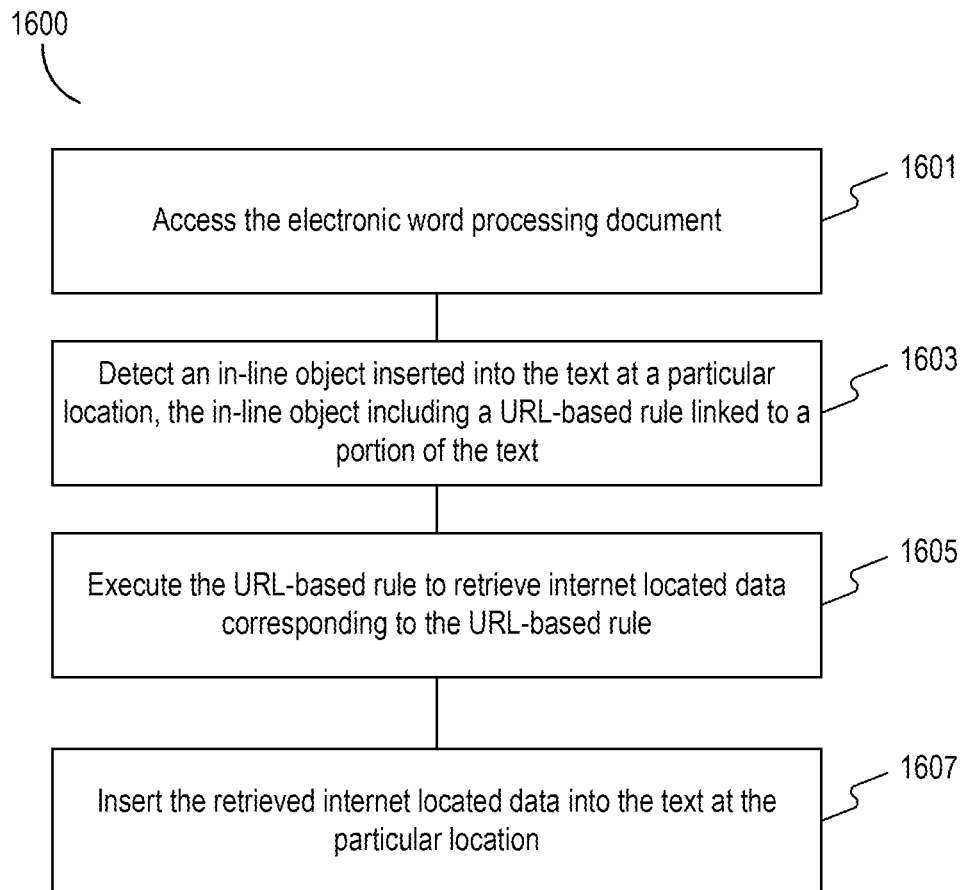 1600
1601
Access the electronic word processing document
1603
Detect an in-line object inserted into the text at a particular
location, the in-line object including a URL-based rule linked to a
portion of the text
1605
Execute the URL-based rule to retrieve internet located data
corresponding to the URL-based rule
1607
Insert the retrieved internet located data into the text at the
particular location